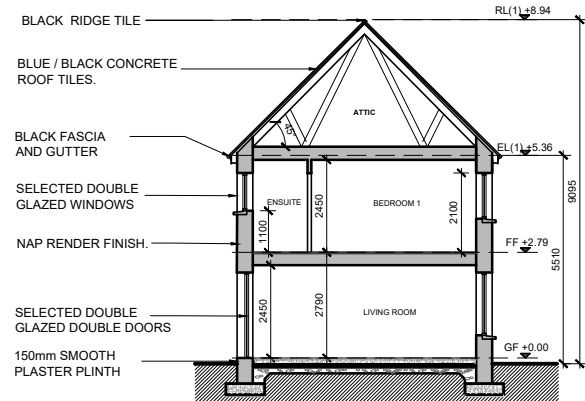 BLACK RIDGE TILE
RL(1) +8.94
BLUE / BLACK CONCRETE
ROOF TILES.
ATTIC
45°
BLACK FASCIA
AND GUTTER
EL(1) +5.36
9095
SELECTED DOUBLE
GLAZED WINDOWS
ENSUITE
2450
BEDROOM 1
2100
1100
NAP RENDER FINISH.
FF +2.79
5510
2450
2790
LIVING ROOM
SELECTED DOUBLE
GLAZED DOUBLE DOORS
GF +0.00
150mm SMOOTH
PLASTER PLINTH